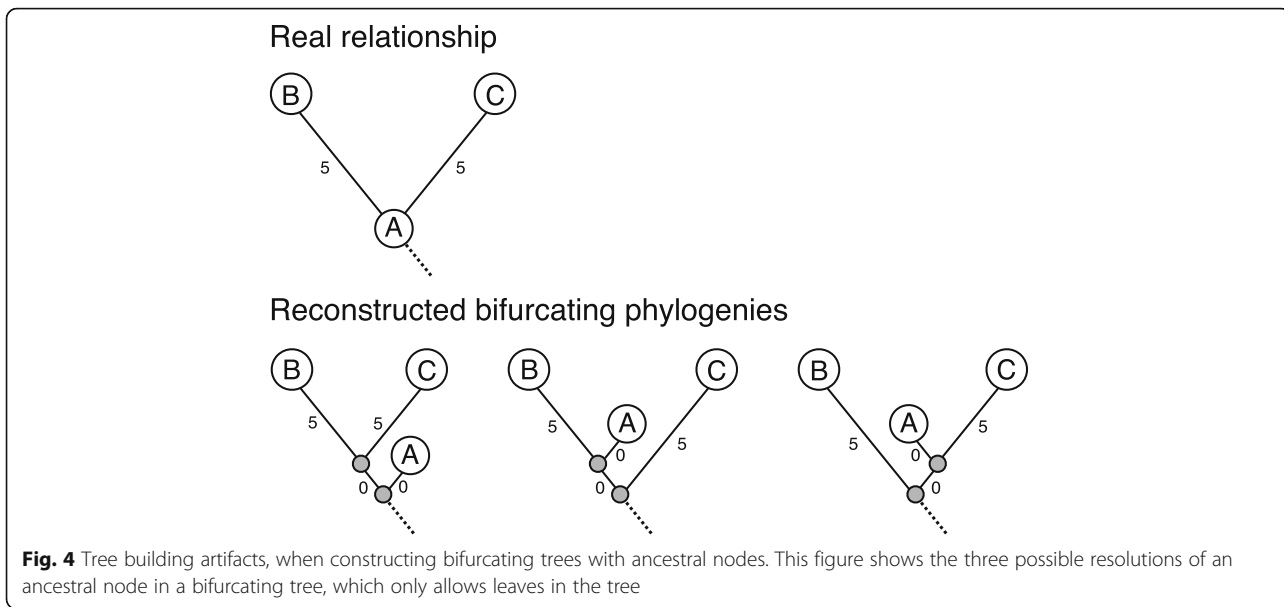 Real relationship
B C
5 5
A
Reconstructed bifurcating phylogenies
B C B C B C
5 5 A 5 0 5 A 5 0 5
A
0 0 0 0
Fig. 4 Tree building artifacts, when constructing bifurcating trees with ancestral nodes. This figure shows the three possible resolutions of an
ancestral node in a bifurcating tree, which only allows leaves in the tree